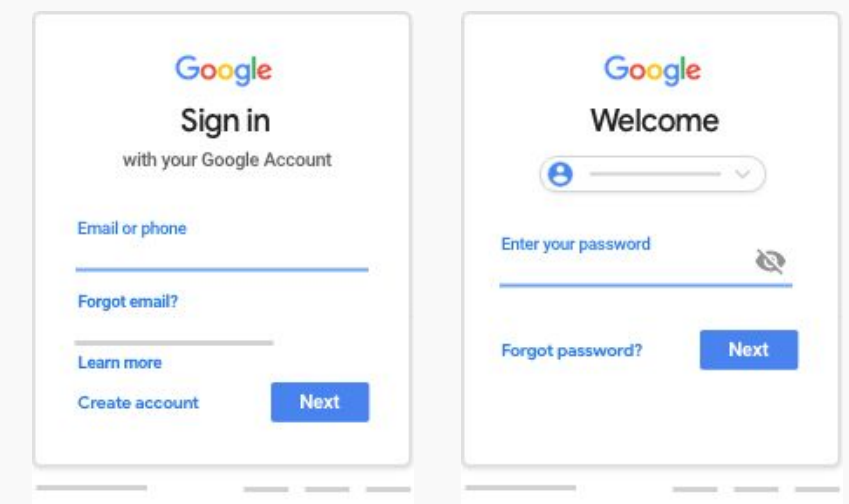 Google
Sign in
with your Google Account
Email or phone
Forgot email?
Learn more
Create account
Next
Google
Welcome
Enter your password
Forgot password?
Next